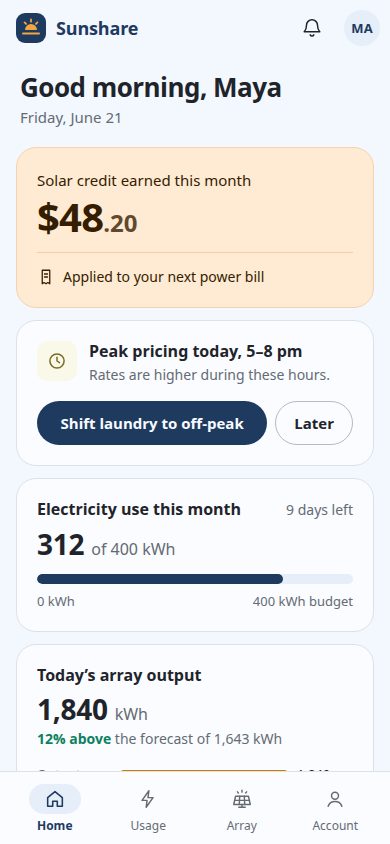 Sunshare
MA
Good morning, Maya
Friday, June 21
Solar credit earned this month
$48.20
Applied to your next power bill
Peak pricing today, 5–8 pm
Rates are higher during these hours.
Shift laundry to off-peak
Later
Electricity use this month
9 days left
312 of 400 kWh
0 kWh
400 kWh budget
Today’s array output
1,840 kWh
12% above the forecast of 1,643 kWh
Home
Usage
Array
Account